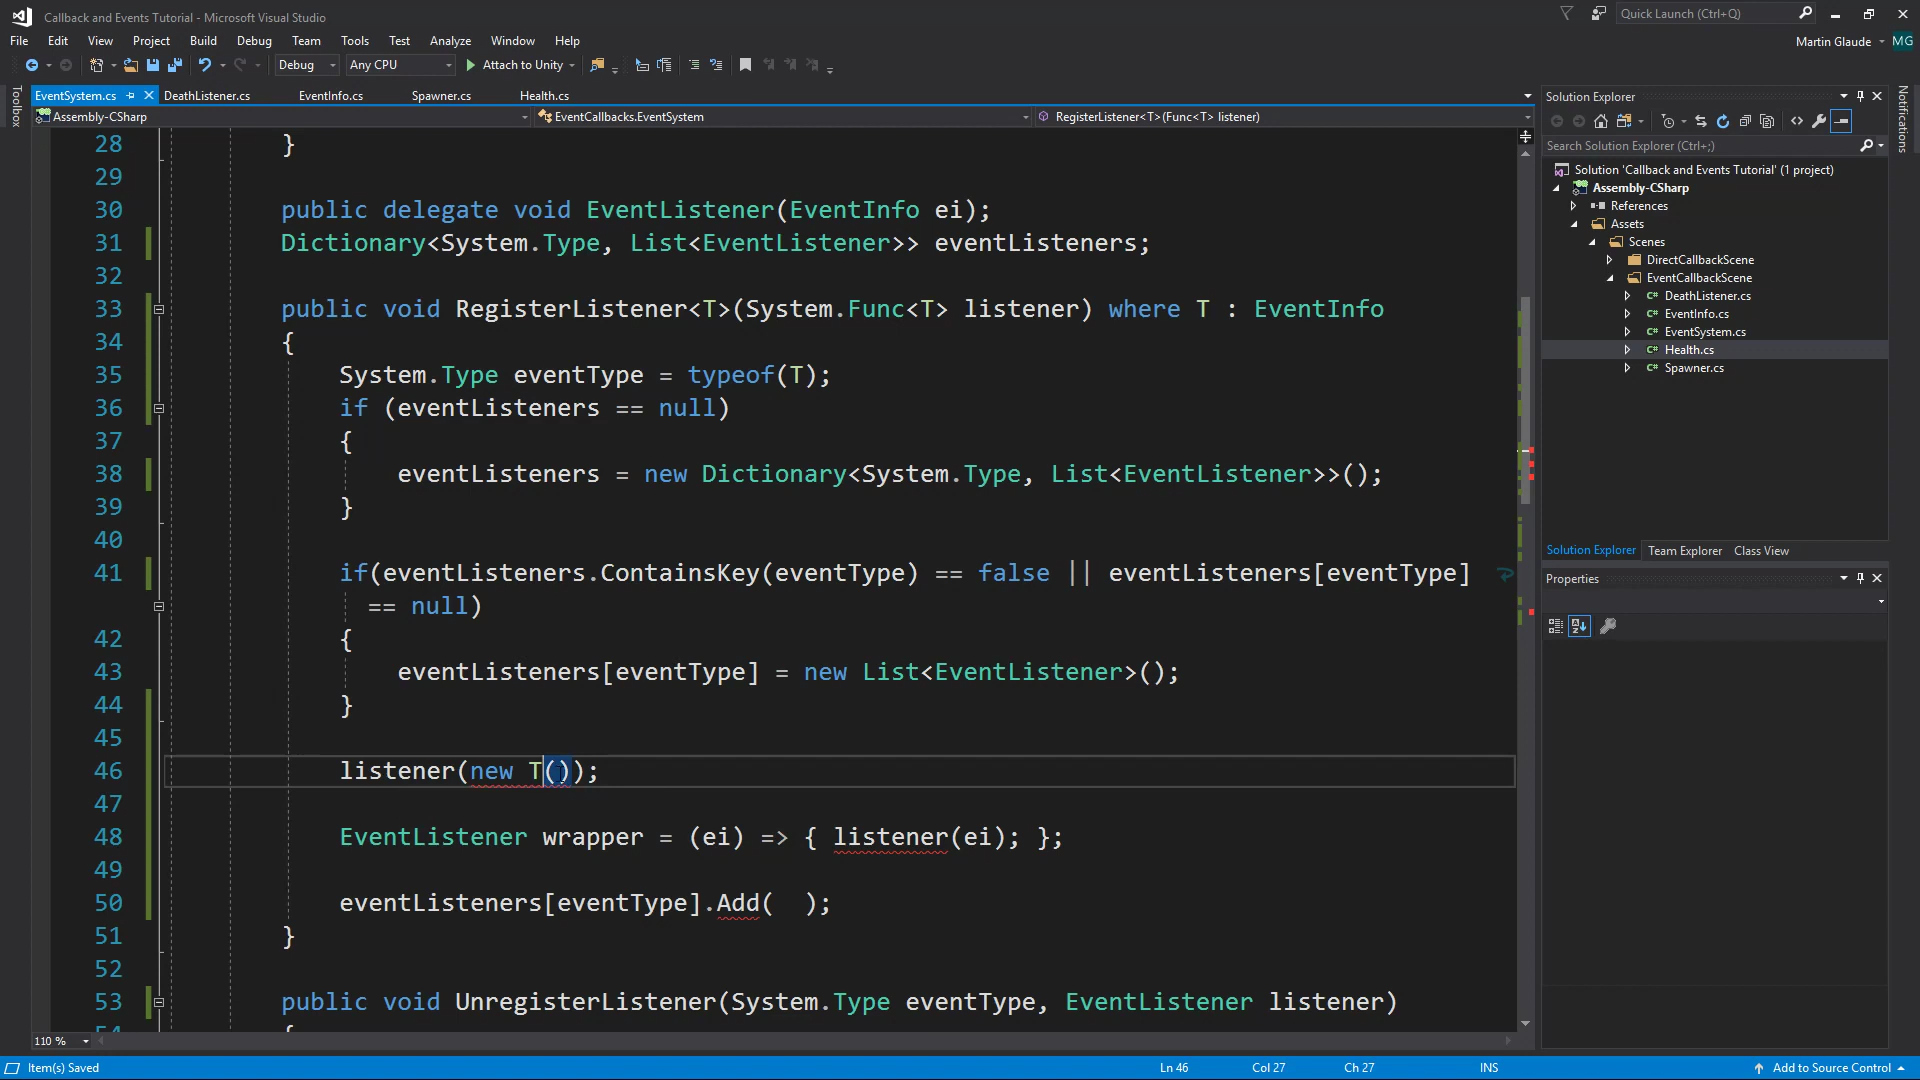 Callback and Events Tutorial - Microsoft Visual Studio
Quick Launch (Ctrl+Q)
File Edit View Project Build Debug Team Tools Test Analyze Window Help
Martin Glaude MG
Debug Any CPU Attach to Unity
Toolbox
EventSystem.cs DeathListener.cs EventInfo.cs Spawner.cs Health.cs
Assembly-CSharp EventCallbacks.EventSystem RegisterListener<T>(Func<T> listener)
28 }
29
30 public delegate void EventListener(EventInfo ei);
31 Dictionary<System.Type, List<EventListener>> eventListeners;
32
33 public void RegisterListener<T>(System.Func<T> listener) where T : EventInfo
34 {
35 System.Type eventType = typeof(T);
36 if (eventListeners == null)
37 {
38 eventListeners = new Dictionary<System.Type, List<EventListener>>();
39 }
40
41 if(eventListeners.ContainsKey(eventType) == false || eventListeners[eventType]
== null)
42 {
43 eventListeners[eventType] = new List<EventListener>();
44 }
45
46 listener(new T());
47
48 EventListener wrapper = (ei) => { listener(ei); };
49
50 eventListeners[eventType].Add(  );
51 }
52
53 public void UnregisterListener(System.Type eventType, EventListener listener)
54 {
110 %
Solution Explorer
Search Solution Explorer (Ctrl+;)
Solution 'Callback and Events Tutorial' (1 project)
Assembly-CSharp
References
Assets
Scenes
DirectCallbackScene
EventCallbackScene
DeathListener.cs
EventInfo.cs
EventSystem.cs
Health.cs
Spawner.cs
Solution Explorer Team Explorer Class View
Properties
Notifications
Item(s) Saved Ln 46 Col 27 Ch 27 INS Add to Source Control